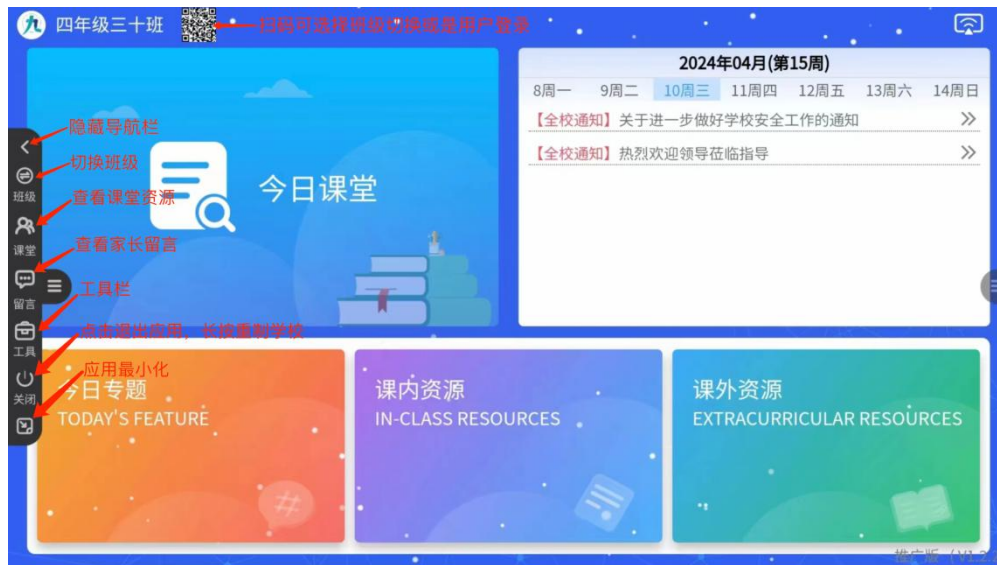 九 四年级三十班
扫码可选择班级切换或是用户登录
2024年04月(第15周)
8周一 9周二 10周三 11周四 12周五 13周六 14周日
【全校通知】关于进一步做好学校安全工作的通知
【全校通知】热烈欢迎领导莅临指导
今日课堂
隐藏导航栏
切换班级
班级
查看课堂资源
课堂
查看家长留言
留言
工具栏
工具
点击退出应用，长按重制学校
关闭
应用最小化
今日专题
TODAY'S FEATURE
课内资源
IN-CLASS RESOURCES
课外资源
EXTRACURRICULAR RESOURCES
推广版（V1.2.